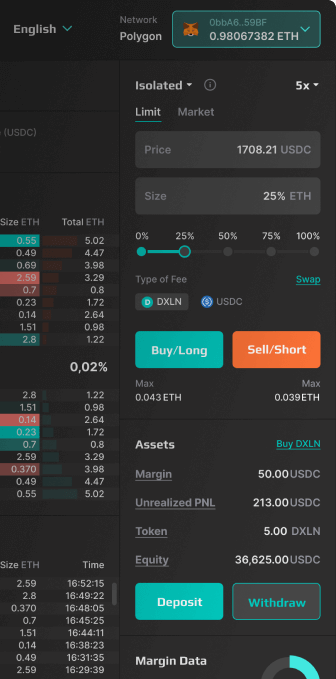 English
Network
Polygon
0bbA6..59BF
0.98067382 ETH
(USDC)
Size ETH Total ETH
0.55 5.02
0.49 4.47
0.69 3.98
2.59 3.29
0.7 0.8
0.23 1.72
0.14 2.64
1.51 0.98
2.8 1.22
0,02%
2.8 1.22
1.51 0.98
0.14 2.64
0.23 1.72
0.7 0.8
2.59 3.29
0.370 3.98
0.49 4.47
0.55 5.02
Size ETH Time
2.59 16:52:15
2.8 16:49:22
0.370 16:48:05
0.7 16:45:25
1.51 16:44:11
0.14 16:38:23
0.49 16:31:35
2.59 16:29:39
Isolated 5x
Limit Market
Price 1708.21 USDC
Size 25% ETH
0% 25% 50% 75% 100%
Type of Fee Swap
DXLN USDC
Buy/Long Sell/Short
Max Max
0.043 ETH 0.039 ETH
Assets Buy DXLN
Margin 50.00 USDC
Unrealized PNL 213.00 USDC
Token 5.00 DXLN
Equity 36,625.00 USDC
Deposit Withdraw
Margin Data